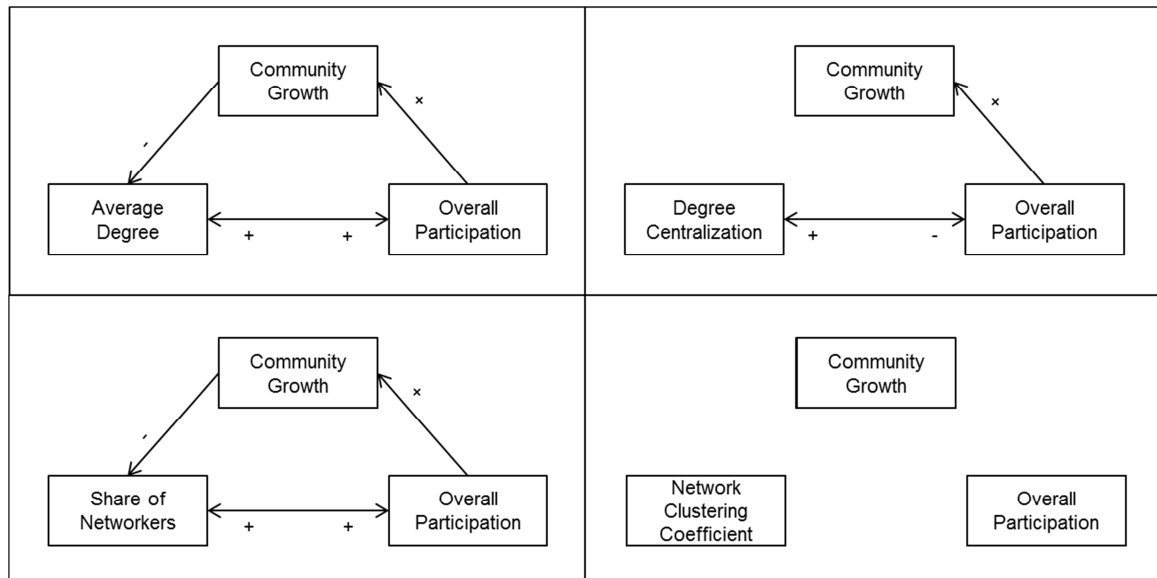 Community
Growth
×
-
Average
Degree
+
+
Overall
Participation
Community
Growth
×
Degree
Centralization
+
-
Overall
Participation
Community
Growth
×
-
Share of
Networkers
+
+
Overall
Participation
Community
Growth
Network
Clustering
Coefficient
Overall
Participation